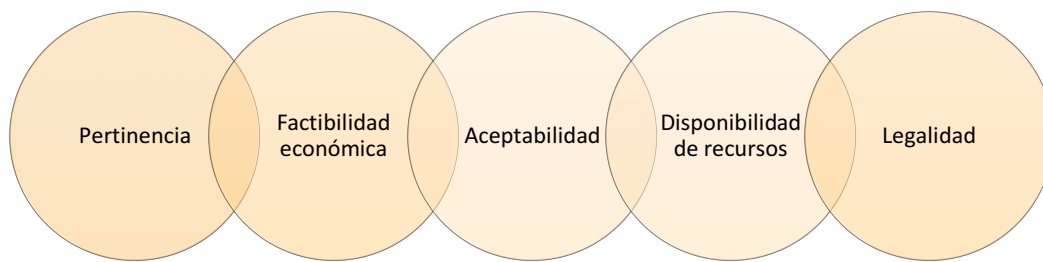 Pertinencia
Factibilidad
económica
Aceptabilidad
Disponibilidad
de recursos
Legalidad